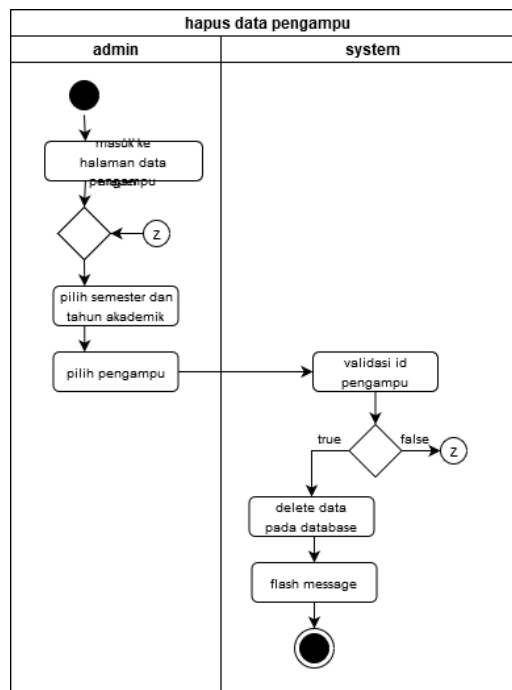 hapus data pengampu
admin
system
masuk ke
halaman data
pengampu
Z
pilih semester dan
tahun akademik
pilih pengampu
validasi id
pengampu
true
false
Z
delete data
pada database
flash message